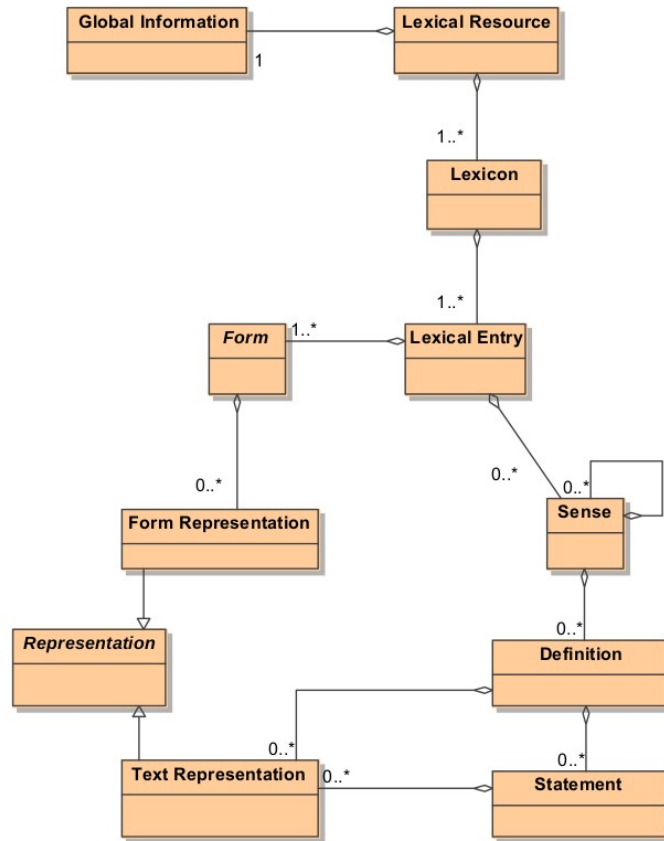 Global Information
Lexical Resource
1
1..*
Lexicon
1..*
Form
1..*
Lexical Entry
0..*
0..*
0..*
Form Representation
Sense
Representation
0..*
Definition
0..*
0..*
Text Representation
0..*
Statement